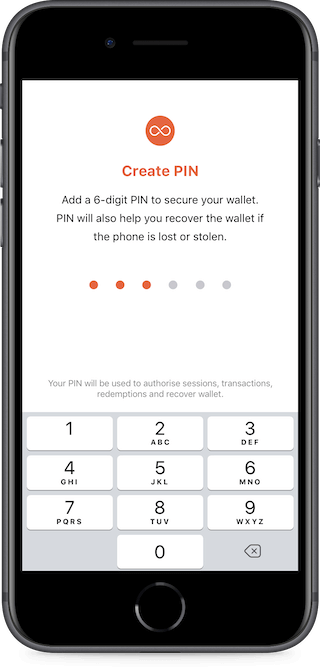 Create PIN
Add a 6-digit PIN to secure your wallet.
PIN will also help you recover the wallet if
the phone is lost or stolen.
Your PIN will be used to authorise sessions, transactions,
redemptions and recover wallet.
1 2 3
ABC DEF
4 5 6
GHI JKL MNO
7 8 9
PQRS TUV WXYZ
0